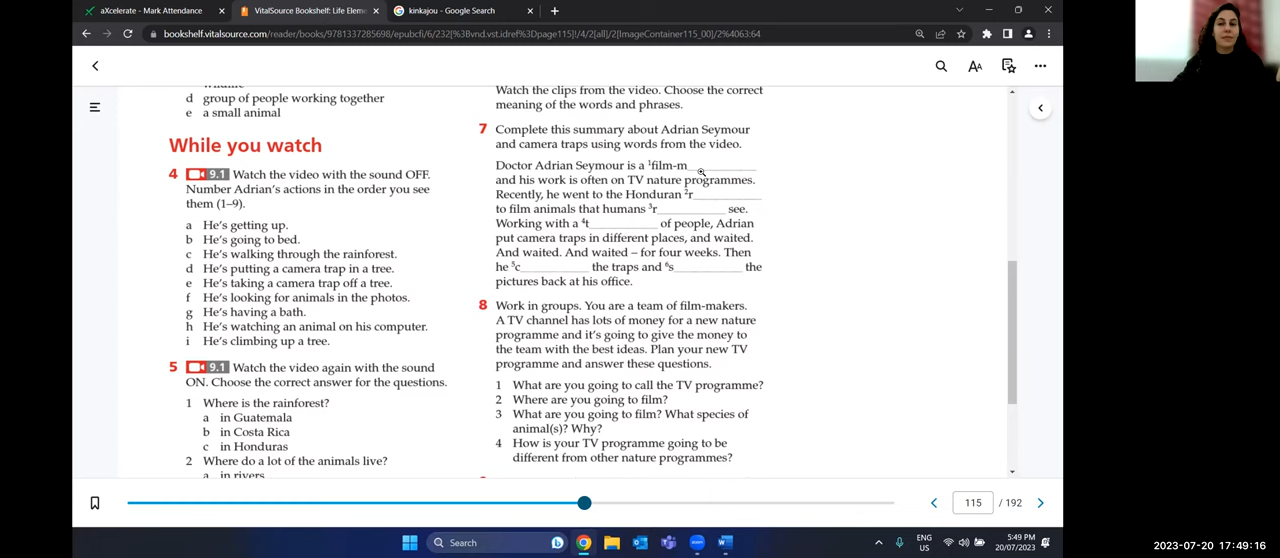 aXcelerate - Mark Attendance
VitalSource Bookshelf: Life Elem
kinkajou - Google Search
bookshelf.vitalsource.com/reader/books/9781337285698/epubcfi/6/232[%3Bvnd.vst.idref%3Dpage115]!/4/2[all]/2[ImageContainer115_00]/2%4063:64
d group of people working together
e a small animal
While you watch
4 9.1 Watch the video with the sound OFF.
Number Adrian's actions in the order you see
them (1–9).
a He's getting up.
b He's going to bed.
c He's walking through the rainforest.
d He's putting a camera trap in a tree.
e He's taking a camera trap off a tree.
f He's looking for animals in the photos.
g He's having a bath.
h He's watching an animal on his computer.
i He's climbing up a tree.
5 9.1 Watch the video again with the sound
ON. Choose the correct answer for the questions.
1 Where is the rainforest?
a in Guatemala
b in Costa Rica
c in Honduras
2 Where do a lot of the animals live?
a in rivers
Watch the clips from the video. Choose the correct
meaning of the words and phrases.
7 Complete this summary about Adrian Seymour
and camera traps using words from the video.
Doctor Adrian Seymour is a 1film-m
and his work is often on TV nature programmes.
Recently, he went to the Honduran 2r
to film animals that humans 3r see.
Working with a 4t of people, Adrian
put camera traps in different places, and waited.
And waited. And waited – for four weeks. Then
he 5c the traps and 6s the
pictures back at his office.
8 Work in groups. You are a team of film-makers.
A TV channel has lots of money for a new nature
programme and it's going to give the money to
the team with the best ideas. Plan your new TV
programme and answer these questions.
1 What are you going to call the TV programme?
2 Where are you going to film?
3 What are you going to film? What species of
animal(s)? Why?
4 How is your TV programme going to be
different from other nature programmes?
115 / 192
Search
ENG
US
5:49 PM
20/07/2023
2023-07-20 17:49:16